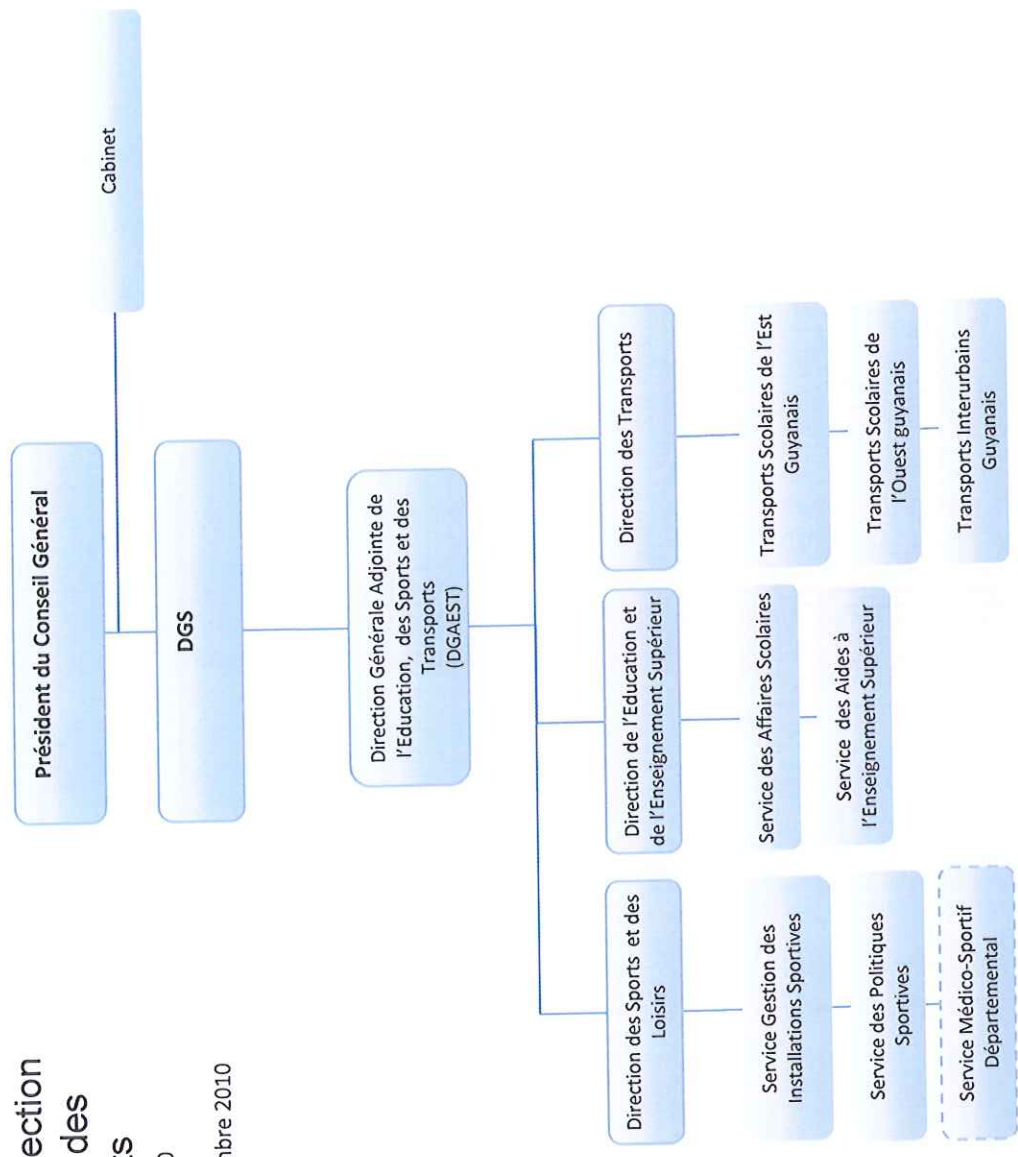 ection
des
ts
0
mbre 2010
Président du Conseil Général
Cabinet
DGS
Direction Générale Adjointe de
l'Education, des Sports et des
Transports
(DGAEST)
Direction des Sports et des
Loisirs
Service Gestion des
Installations Sportives
Service des Politiques
Sportives
Service Médico-Sportif
Départemental
Direction de l'Education et
de l'Enseignement Supérieur
Service des Affaires Scolaires
Service des Aides à
l'Enseignement Supérieur
Direction des Transports
Transports Scolaires de l'Est
Guyanais
Transports Scolaires de
l'Ouest guyanais
Transports Interurbains
Guyanais